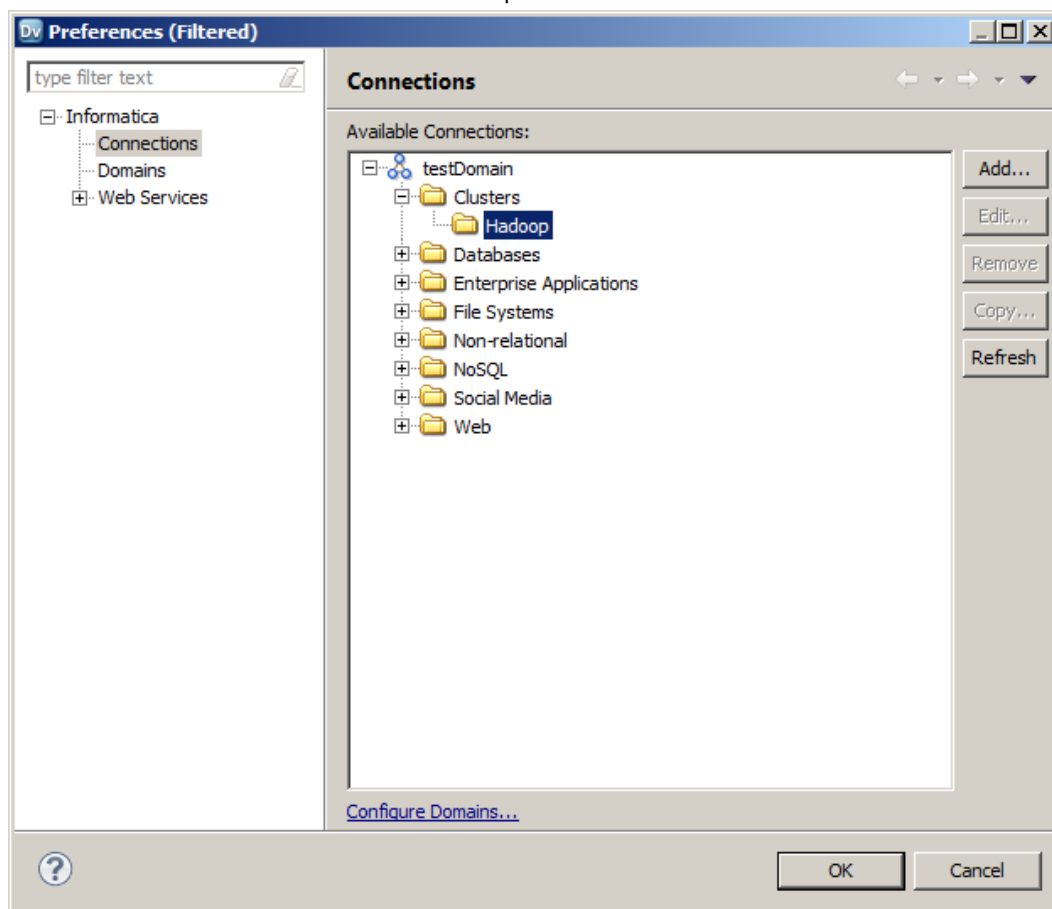 Dv Preferences (Filtered)
type filter text
Informatica
Connections
Domains
Web Services
Connections
Available Connections:
testDomain
Clusters
Hadoop
Databases
Enterprise Applications
File Systems
Non-relational
NoSQL
Social Media
Web
Add...
Edit...
Remove
Copy...
Refresh
Configure Domains...
?
OK
Cancel